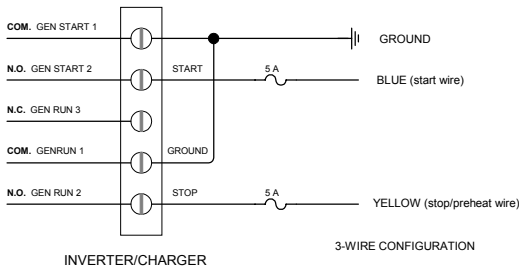 COM. GEN START 1
GROUND
N.O. GEN START 2
START
5 A
BLUE (start wire)
N.C. GEN RUN 3
COM. GENRUN 1
GROUND
N.O. GEN RUN 2
STOP
5 A
YELLOW (stop/preheat wire)
3-WIRE CONFIGURATION
INVERTER/CHARGER